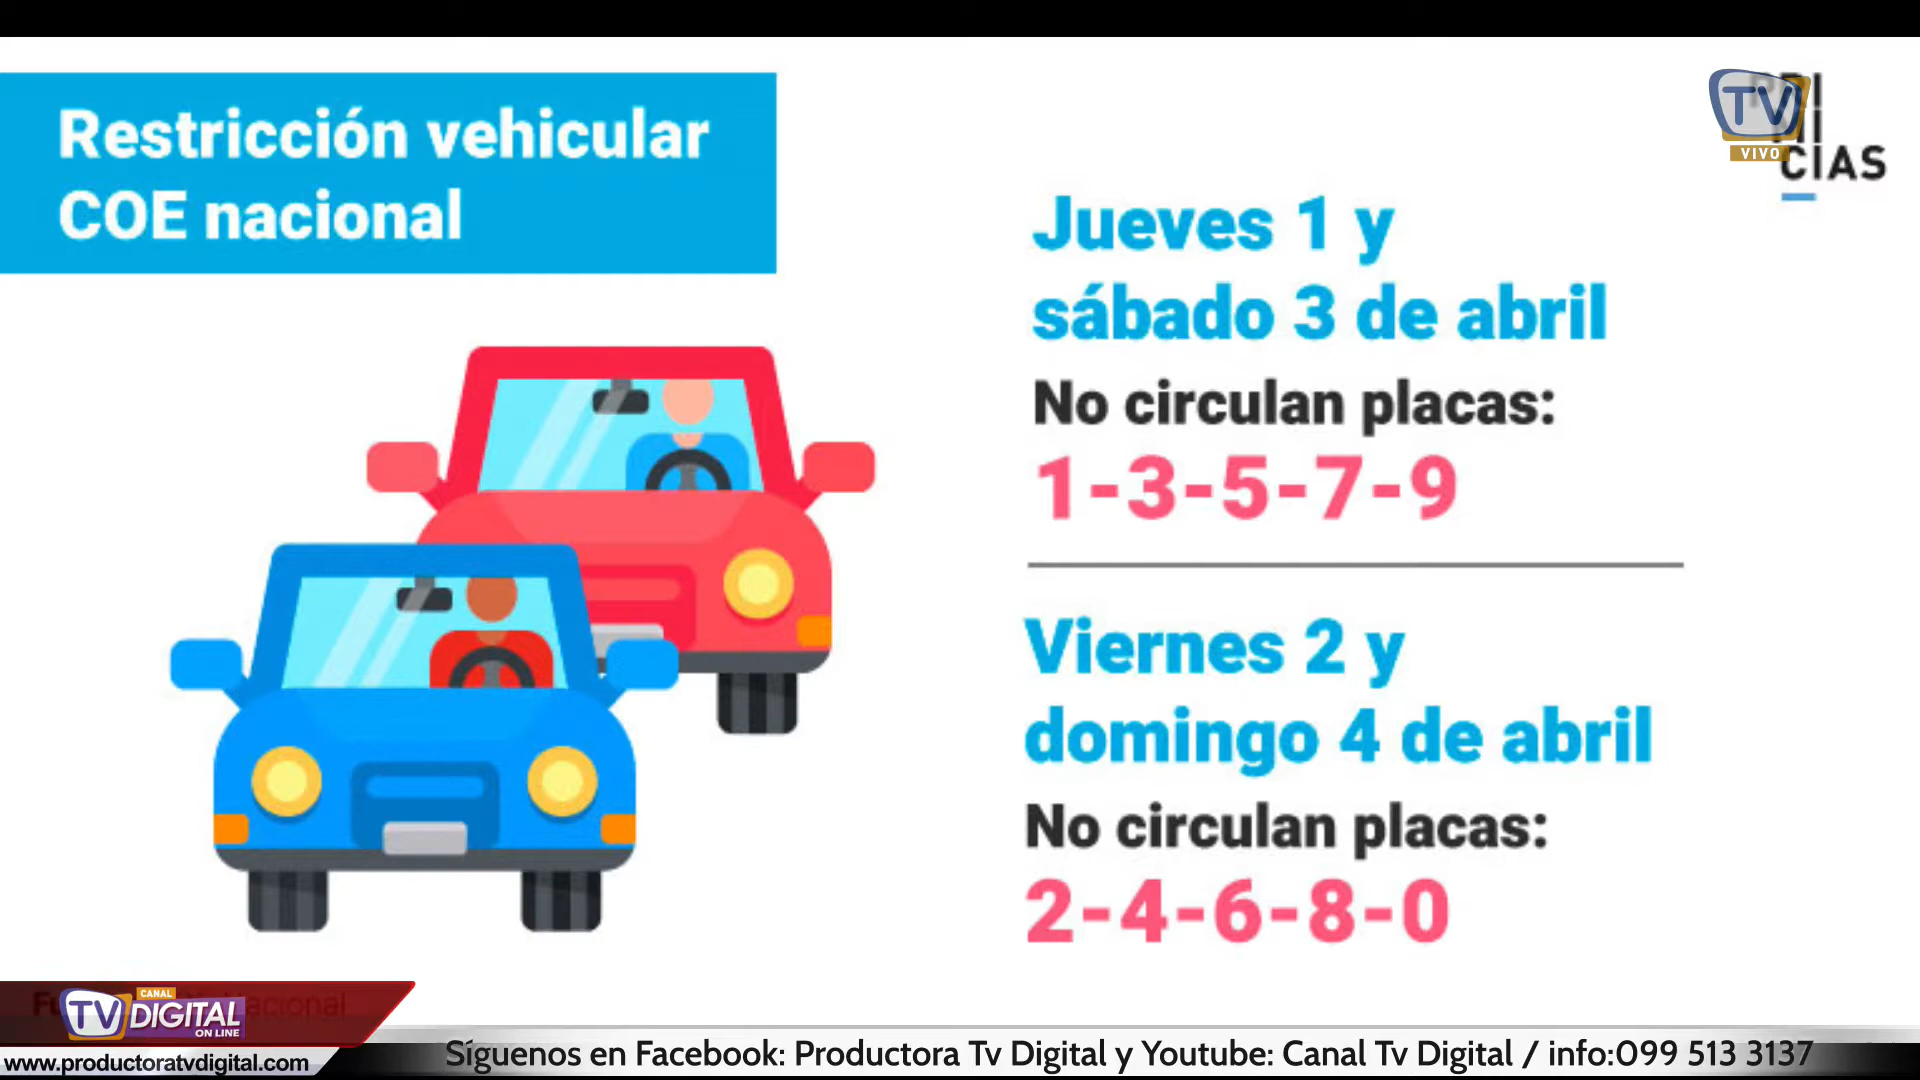 Restricción vehicular
COE nacional
TV
VIVO
CIAS
Jueves 1 y
sábado 3 de abril
No circulan placas:
1-3-5-7-9
Viernes 2 y
domingo 4 de abril
No circulan placas:
2-4-6-8-0
CANAL
TV DIGITAL
ON LINE
www.productoratvdigital.com
Síguenos en Facebook: Productora Tv Digital y Youtube: Canal Tv Digital / info:099 513 3137